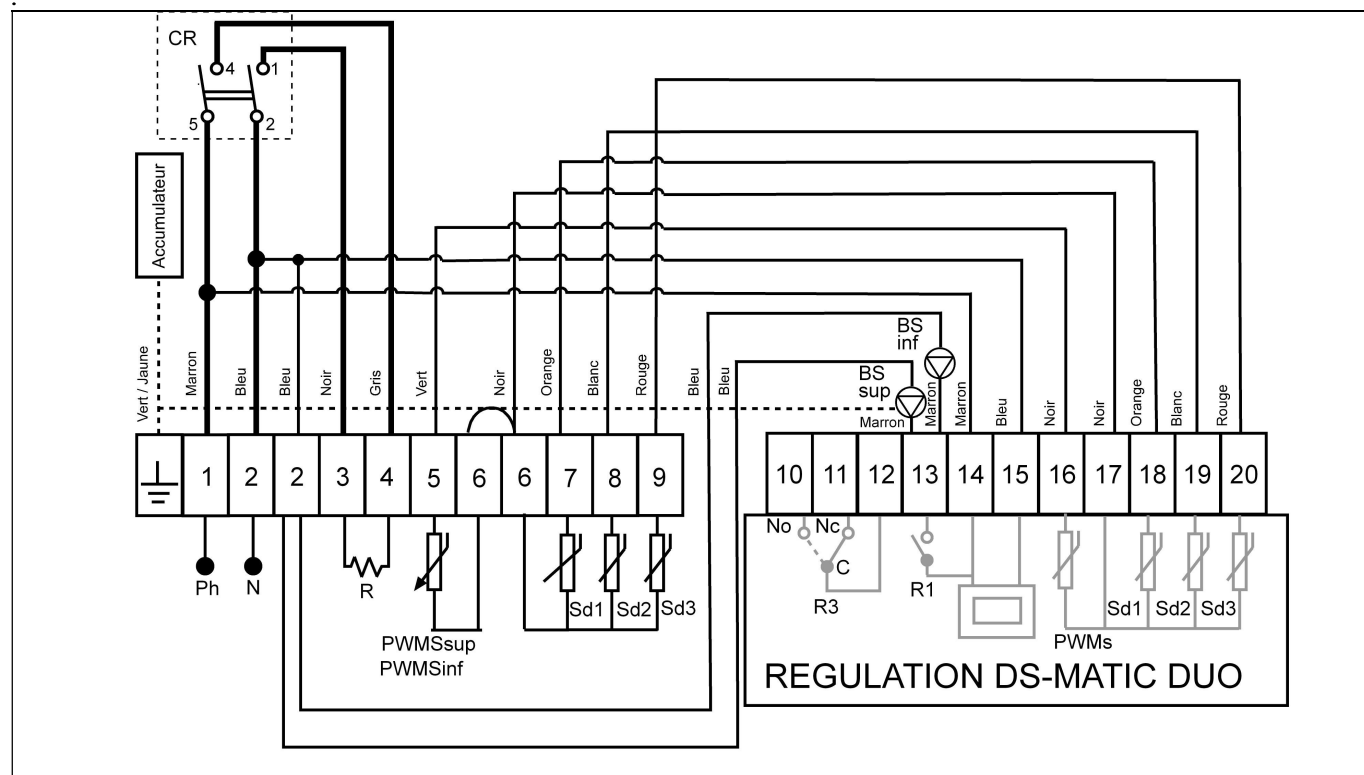 CR
4 1
5 2
Accumulateur
BS
inf
BS
sup
Vert / Jaune
Marron
Bleu
Bleu
Noir
Gris
Vert
Noir
Orange
Blanc
Rouge
Bleu
Bleu
Marron
Marron
Marron
Bleu
Noir
Noir
Orange
Blanc
Rouge
1 2 2 3 4 5 6 6 7 8 9
10 11 12 13 14 15 16 17 18 19 20
Ph N
R
Sd1 Sd2 Sd3
PWMSsup
PWMSinf
No Nc
C
R3
R1
Sd1 Sd2 Sd3
PWMs
REGULATION DS-MATIC DUO